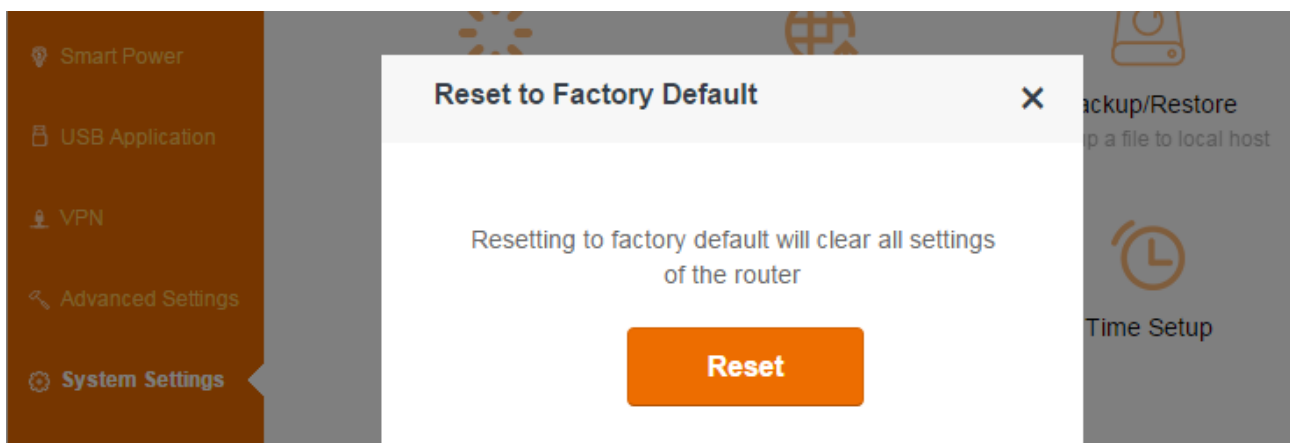 Smart Power
USB Application
VPN
Advanced Settings
System Settings
Reset to Factory Default
Resetting to factory default will clear all settings
of the router
Reset
ackup/Restore
p a file to local host
Time Setup